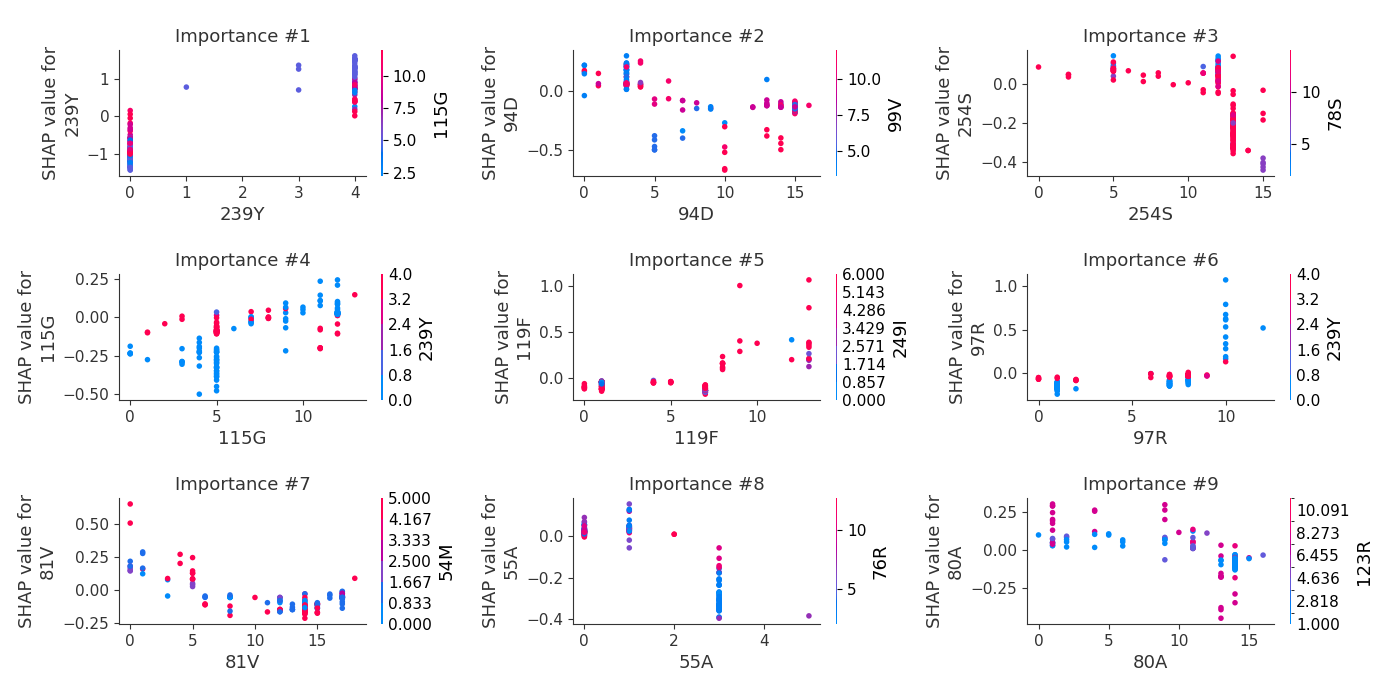 Importance #1
SHAP value for
239Y
1
0
−1
0
1
2
3
4
239Y
10.0
7.5
5.0
2.5
115G
Importance #2
SHAP value for
94D
0.0
−0.5
0
5
10
15
94D
10.0
7.5
5.0
99V
Importance #3
SHAP value for
254S
0.0
−0.2
−0.4
0
5
10
15
254S
10
5
78S
Importance #4
SHAP value for
115G
0.25
0.00
−0.25
−0.50
0
5
10
115G
4.0
3.2
2.4
1.6
0.8
0.0
239Y
Importance #5
SHAP value for
119F
1.0
0.5
0.0
0
5
10
119F
6.000
5.143
4.286
3.429
2.571
1.714
0.857
0.000
249I
Importance #6
SHAP value for
97R
1.0
0.5
0.0
0
5
10
97R
4.0
3.2
2.4
1.6
0.8
0.0
239Y
Importance #7
SHAP value for
81V
0.50
0.25
0.00
−0.25
0
5
10
15
81V
5.000
4.167
3.333
2.500
1.667
0.833
0.000
54M
Importance #8
SHAP value for
55A
0.0
−0.2
−0.4
0
2
4
55A
10
5
76R
Importance #9
SHAP value for
80A
0.25
0.00
−0.25
0
5
10
15
80A
10.091
8.273
6.455
4.636
2.818
1.000
123R